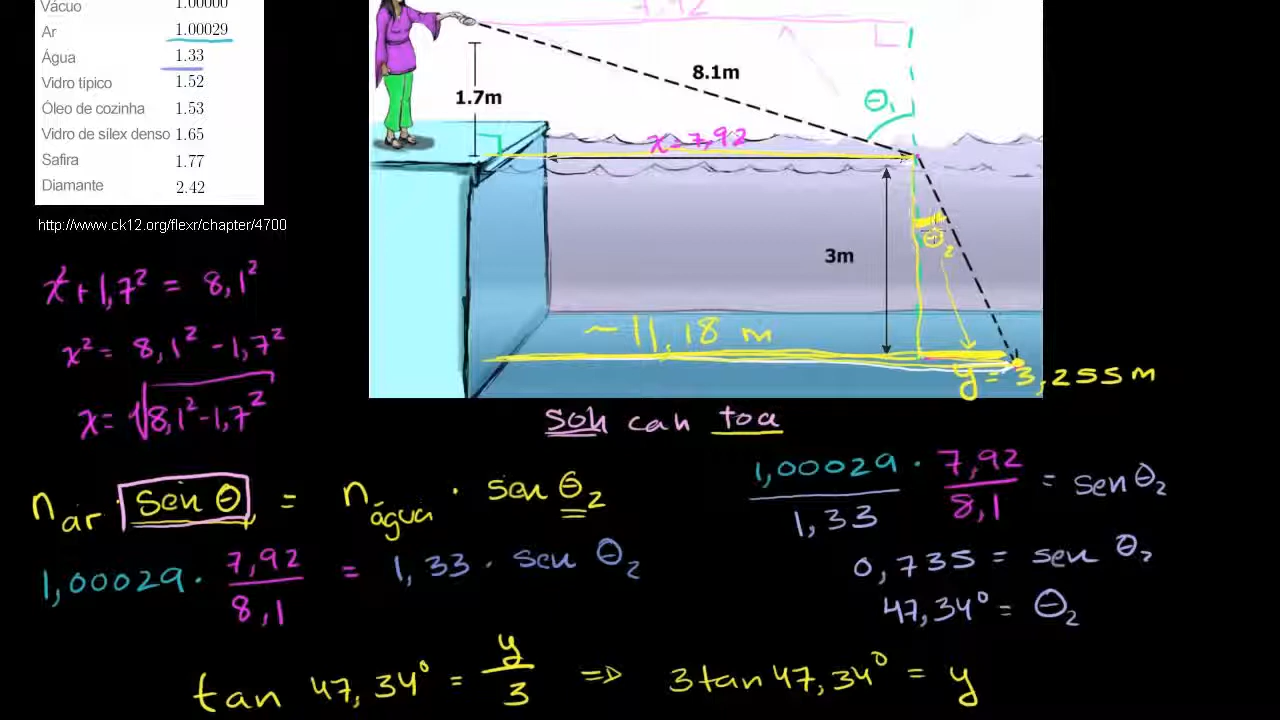 Vácuo 1.00000
Ar 1.00029
Água 1.33
Vidro típico 1.52
Óleo de cozinha 1.53
Vidro de sílex denso 1.65
Safira 1.77
Diamante 2.42
http://www.ck12.org/flexr/chapter/4700
7,92
8.1m
1.7m
θ₁
x=7,92
3m
θ₂
~11,18 m
y = 3,255m
x² + 1,7² = 8,1²
x² = 8,1² - 1,7²
x = √8,1² - 1,7²
soh cah toa
n ar · sen θ = n água · sen θ₂
1,00029 · 7,92/8,1 = 1,33 · sen θ₂
1,00029/1,33 · 7,92/8,1 = sen θ₂
0,735 = sen θ₂
47,34° = θ₂
tan 47,34° = y/3 => 3tan47,34° = y